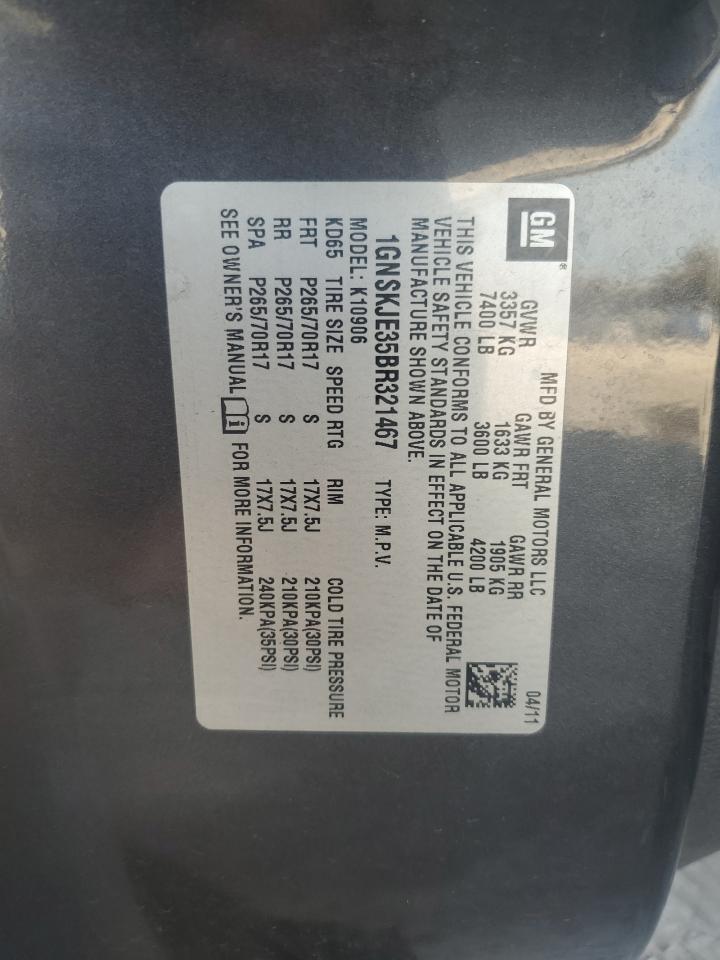 GM®
MFD BY GENERAL MOTORS LLC 04/11
GVWR GAWR FRT GAWR RR
3357 KG 1633 KG 1905 KG
7400 LB 3600 LB 4200 LB
THIS VEHICLE CONFORMS TO ALL APPLICABLE U.S. FEDERAL MOTOR
VEHICLE SAFETY STANDARDS IN EFFECT ON THE DATE OF
MANUFACTURE SHOWN ABOVE.
1GNSKJE35BR321467 TYPE: M.P.V.
MODEL: K10906
KD65 TIRE SIZE SPEED RTG RIM COLD TIRE PRESSURE
FRT P265/70R17 S 17X7.5J 210KPA(30PSI)
RR P265/70R17 S 17X7.5J 210KPA(30PSI)
SPA P265/70R17 S 17X7.5J 240KPA(35PSI)
SEE OWNER'S MANUAL i FOR MORE INFORMATION.